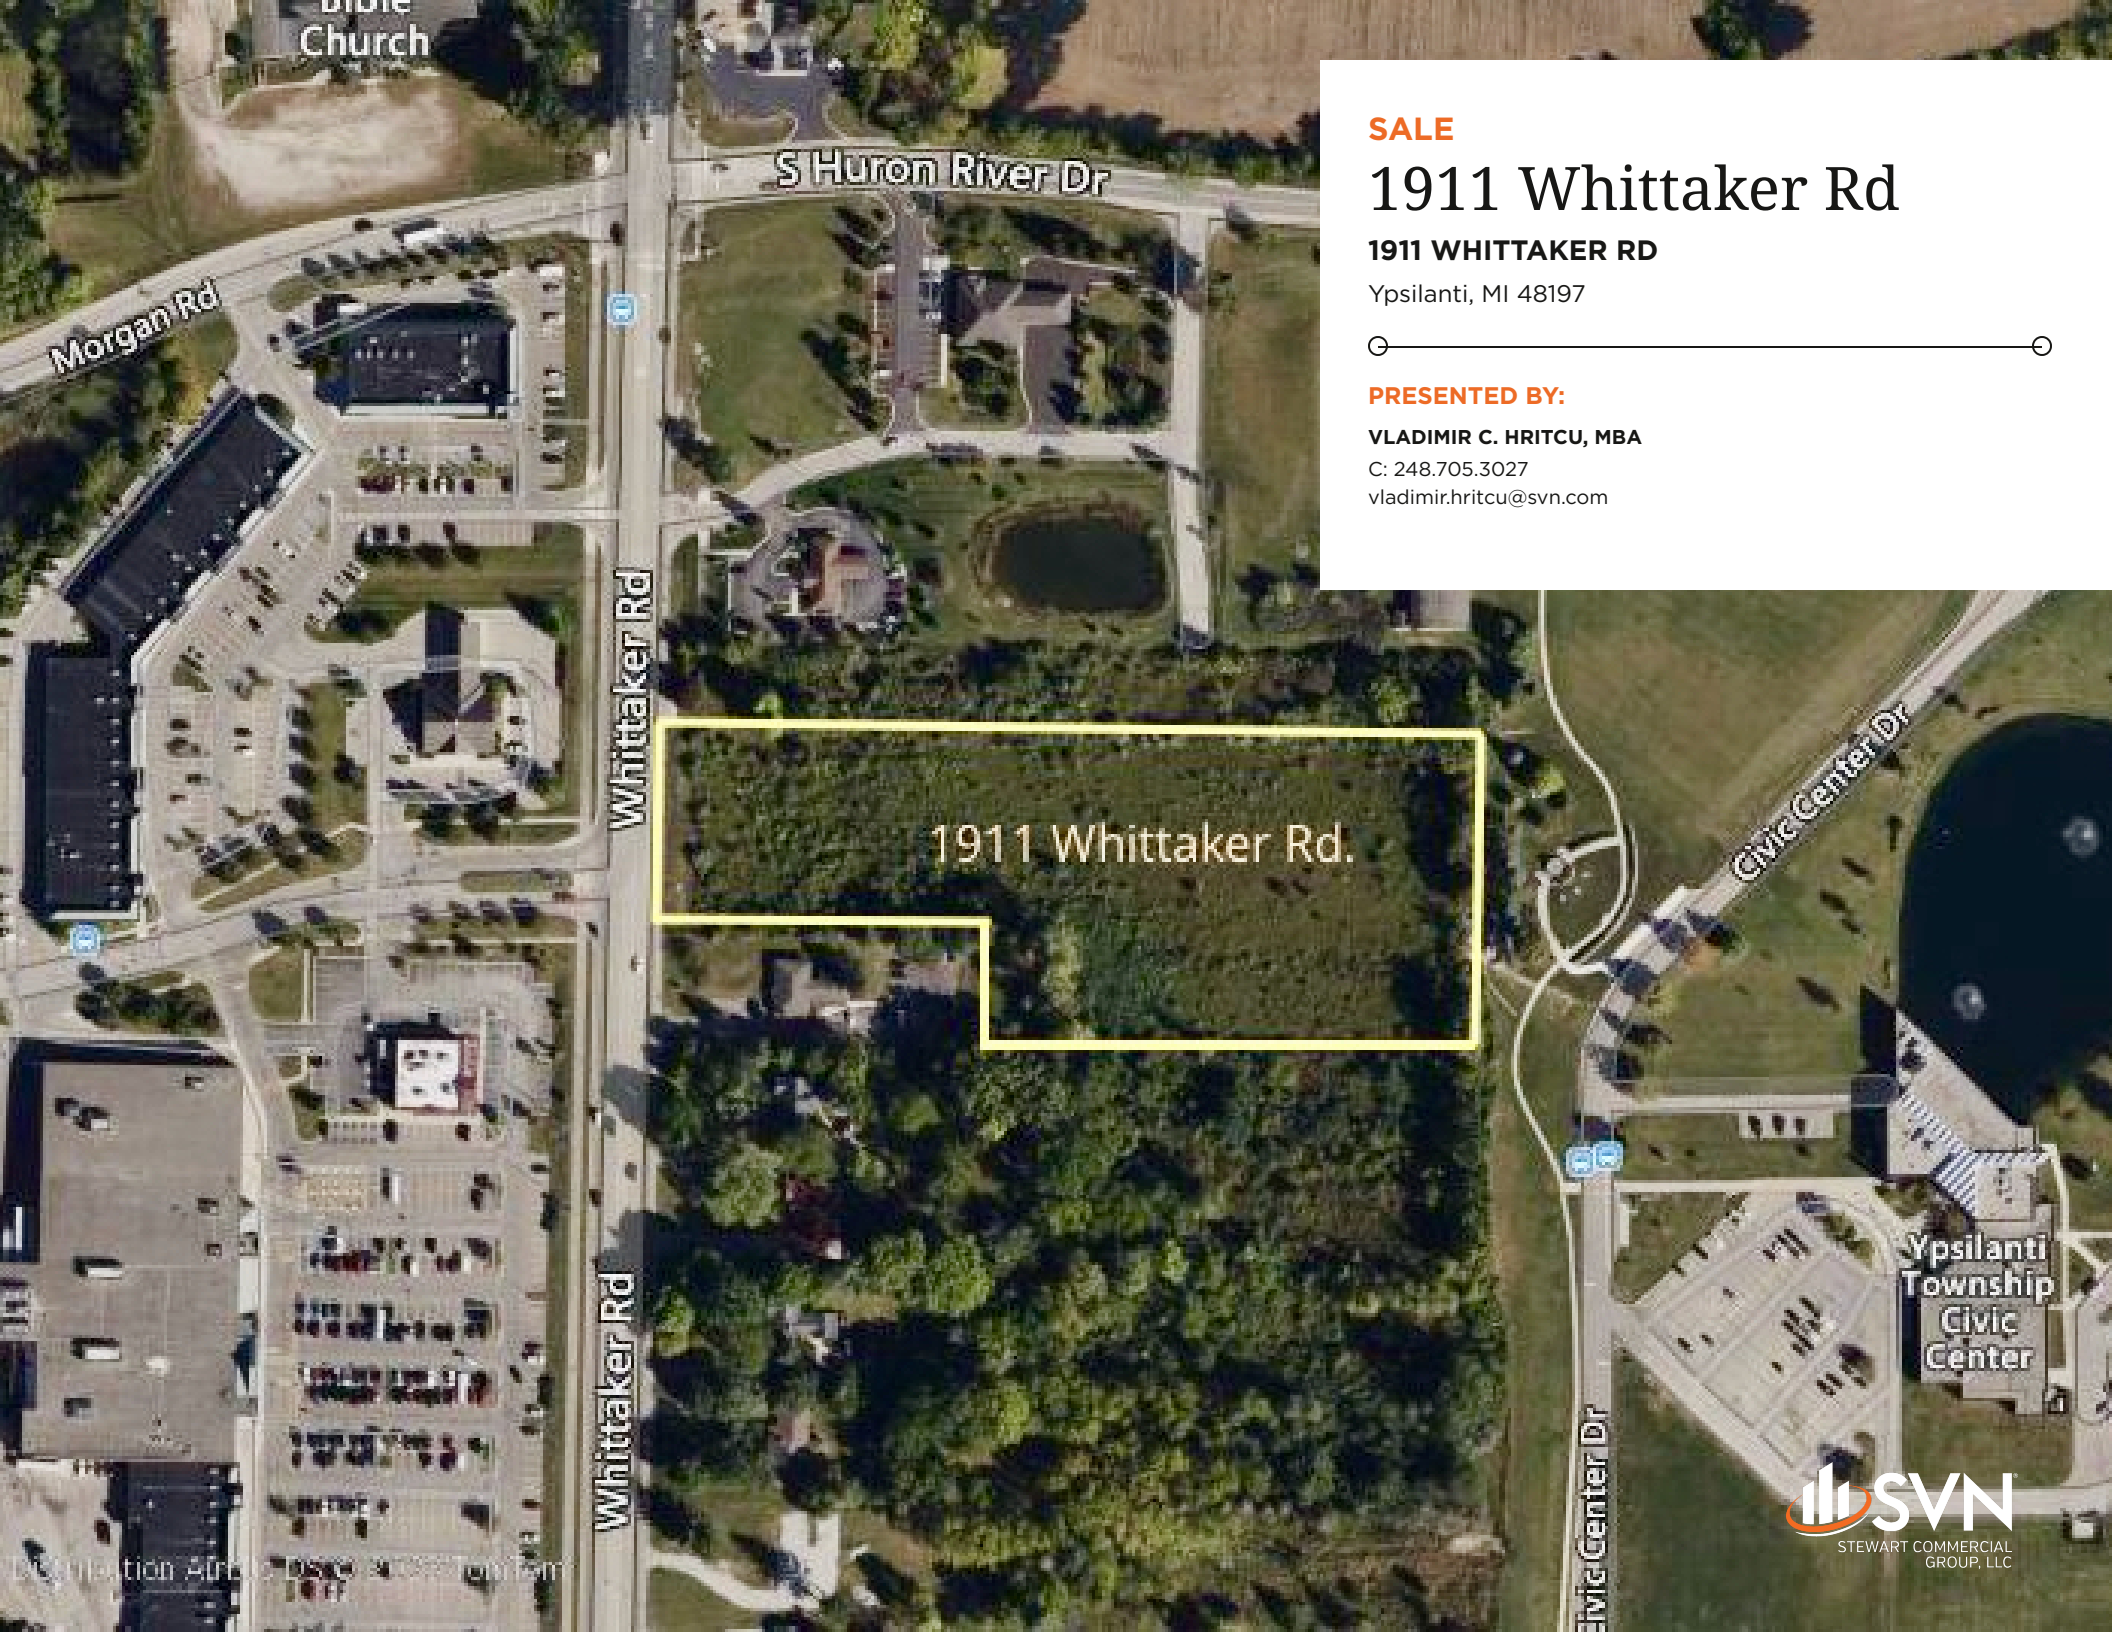 Bible
Church
S Huron River Dr
Morgan Rd
Whittaker Rd
1911 Whittaker Rd.
Civic Center Dr
Whittaker Rd
Civic Center Dr
Ypsilanti
Township
Civic
Center
SALE
1911 Whittaker Rd
1911 WHITTAKER RD
Ypsilanti, MI 48197
PRESENTED BY:
VLADIMIR C. HRITCU, MBA
C: 248.705.3027
vladimir.hritcu@svn.com
SVN
STEWART COMMERCIAL
GROUP, LLC
TomTom